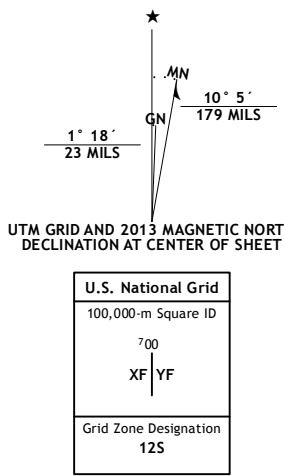 MN
GN
10° 5´
179 MILS
1° 18´
23 MILS
UTM GRID AND 2013 MAGNETIC NORT
DECLINATION AT CENTER OF SHEET
U.S. National Grid
100,000-m Square ID
⁷00
XF YF
Grid Zone Designation
12S